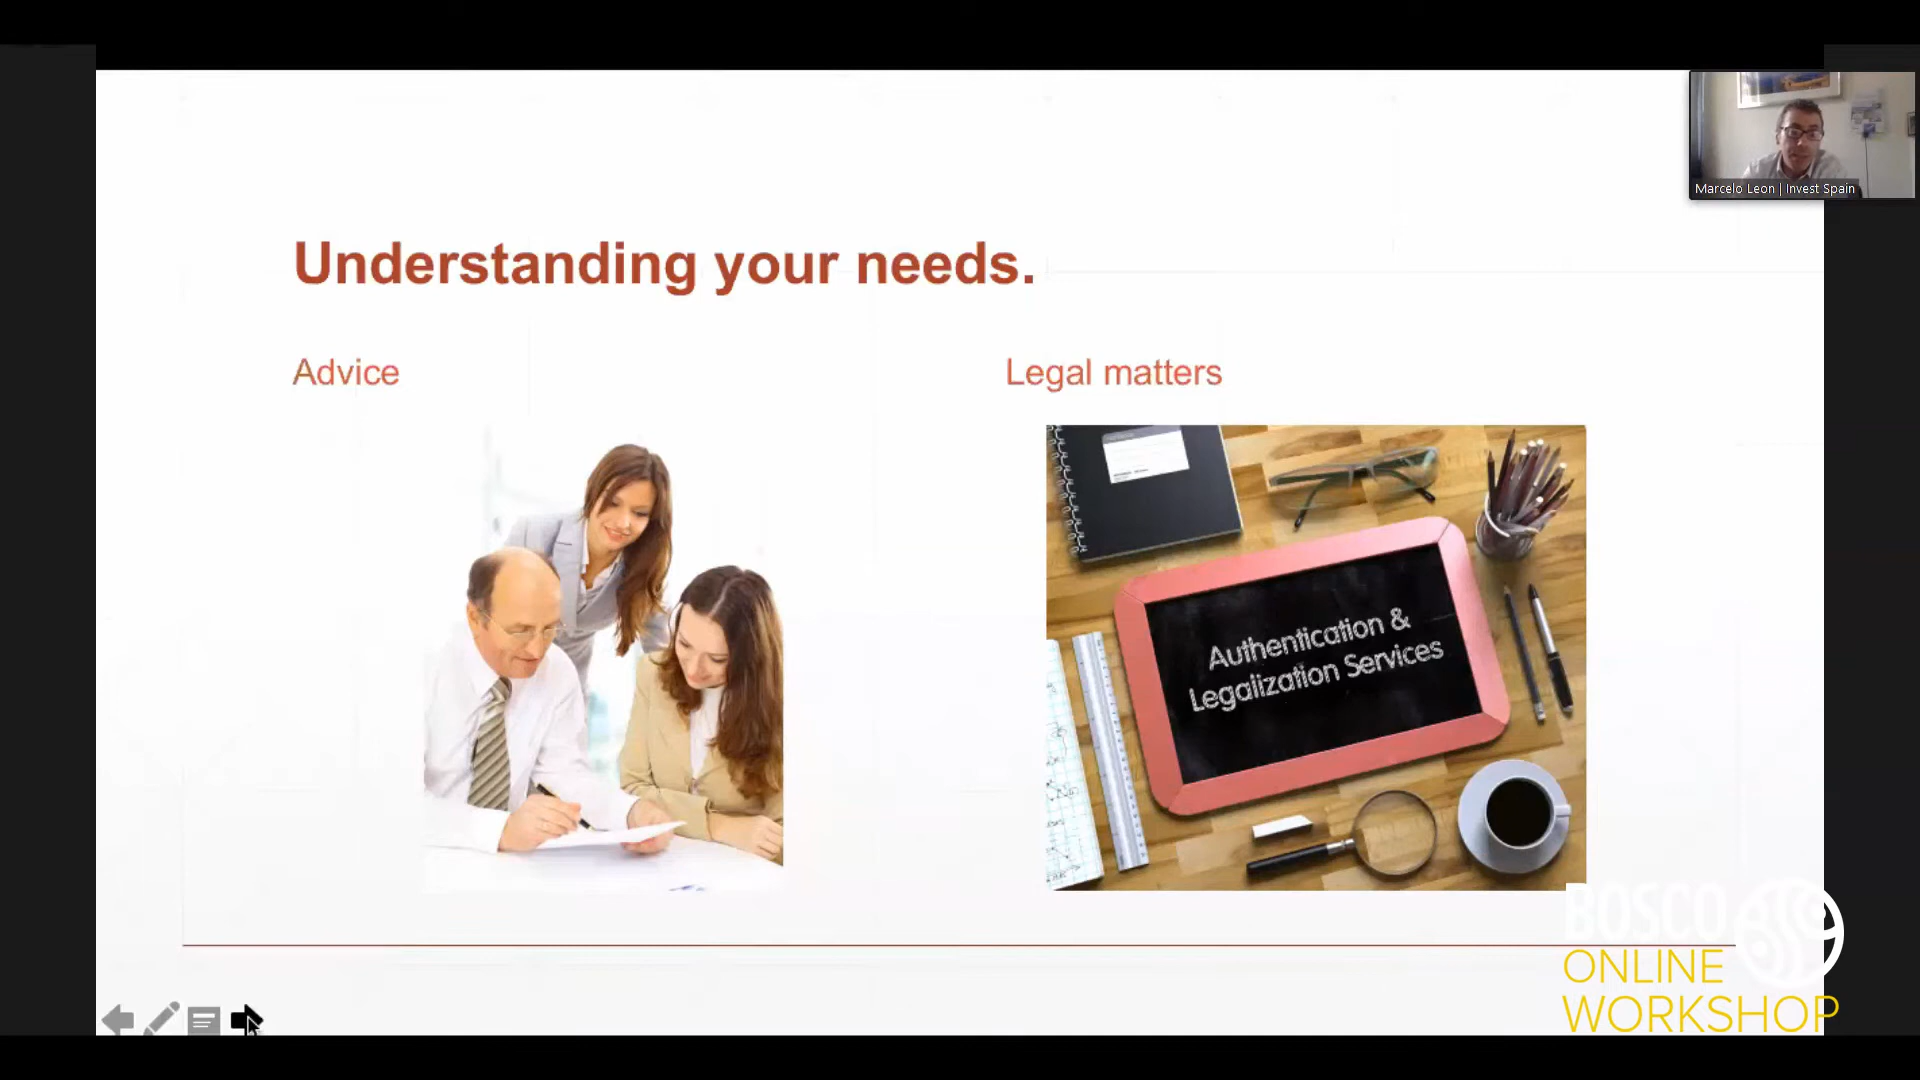 Marcelo Leon | Invest Spain
Understanding your needs.
Advice
Legal matters
Authentication &
Legalization Services
BOSCO
ONLINE
WORKSHOP